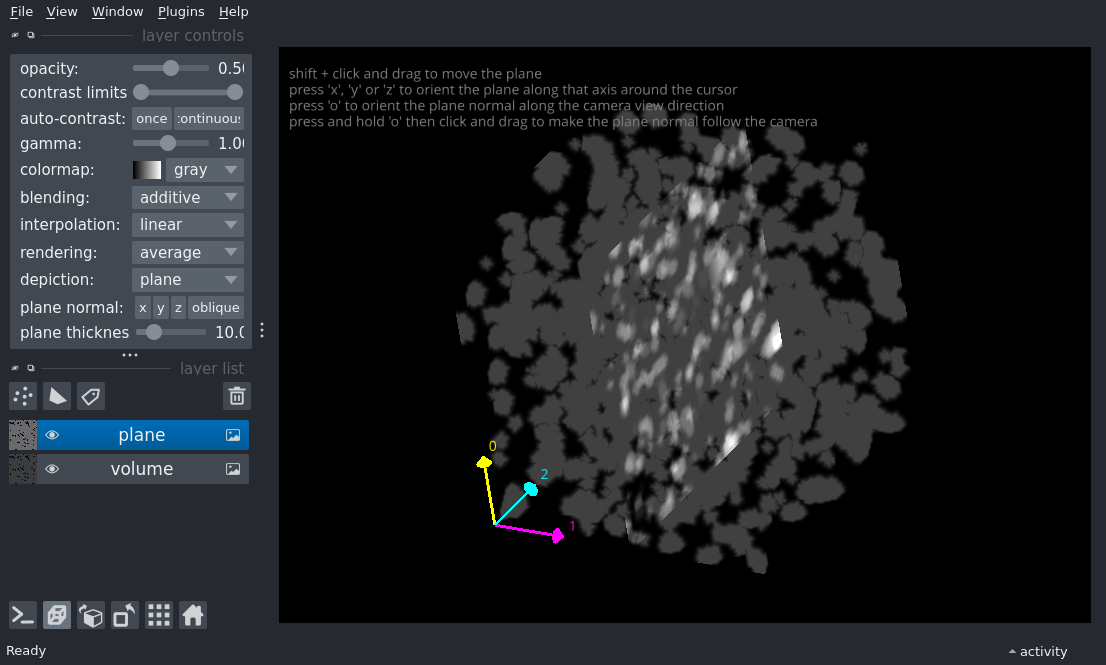 File View Window Plugins Help
layer controls
opacity: 0.5
contrast limits
auto-contrast: once continuous
gamma: 1.0
colormap: gray
blending: additive
interpolation: linear
rendering: average
depiction: plane
plane normal: x y z oblique
plane thicknes 10.0
layer list
plane
volume
Ready
shift + click and drag to move the plane
press 'x', 'y' or 'z' to orient the plane along that axis around the cursor
press 'o' to orient the plane normal along the camera view direction
press and hold 'o' then click and drag to make the plane normal follow the camera
0
2
1
activity